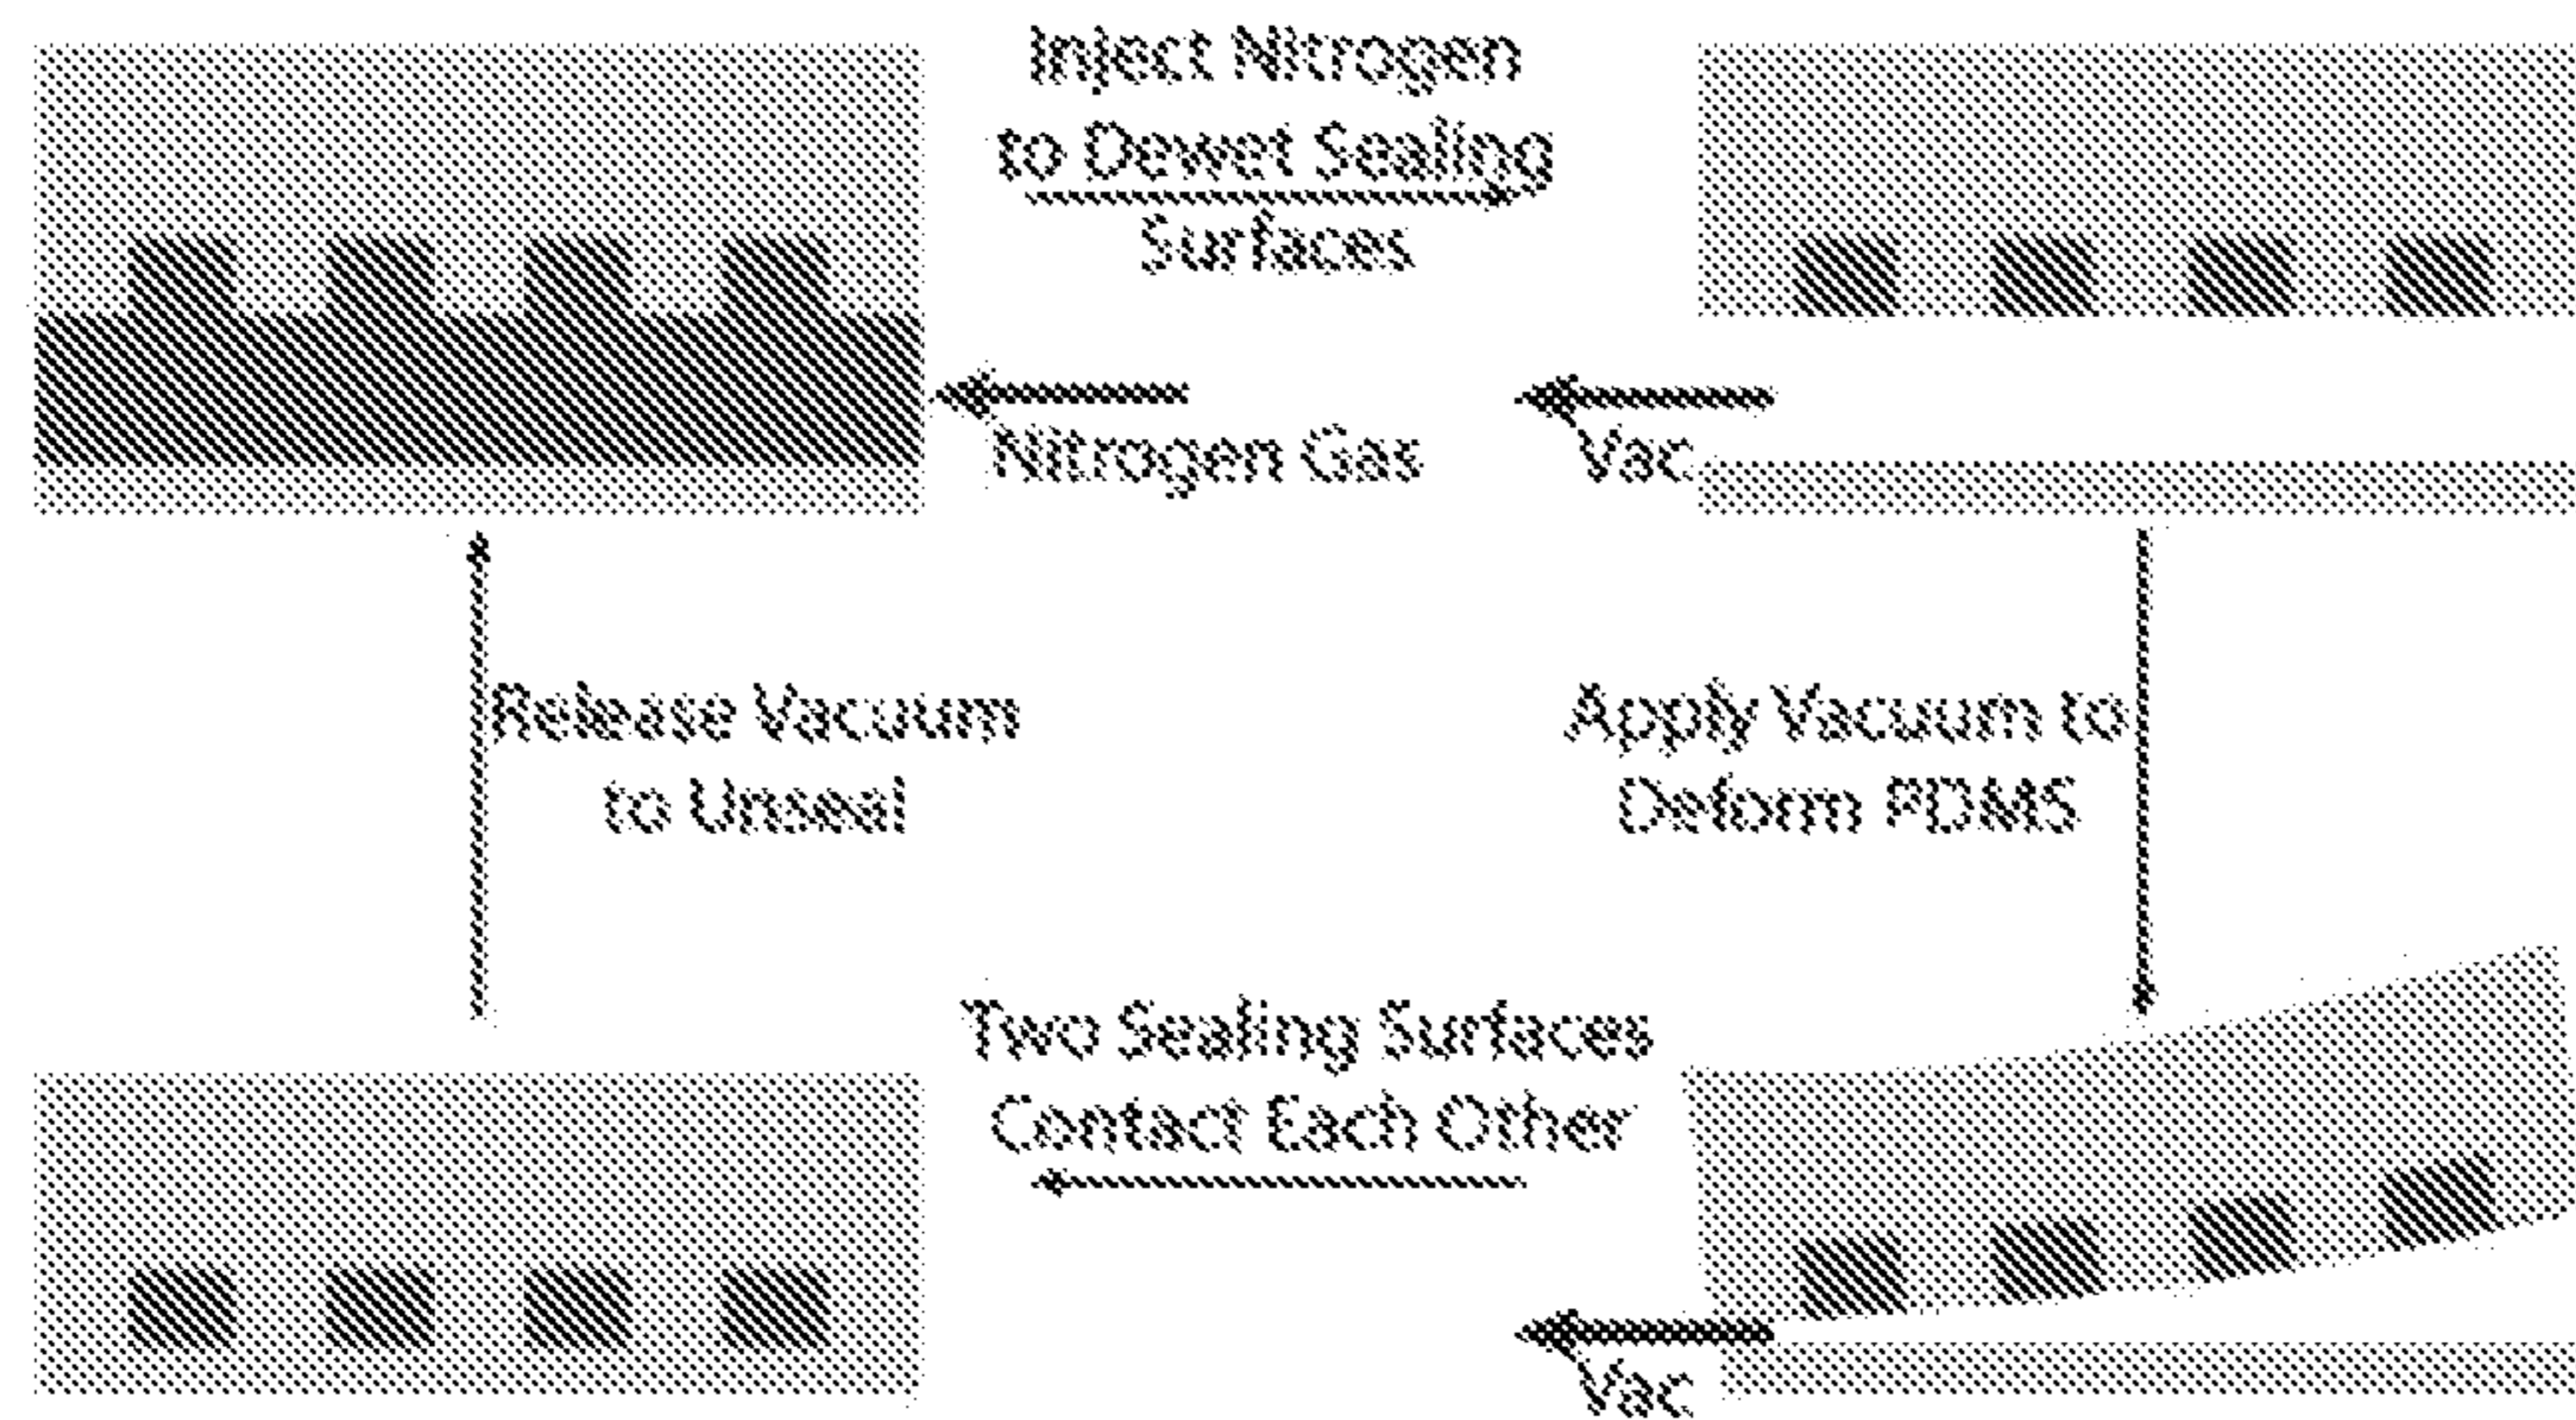 Inject Nitrogen
to Dewet Sealing
Surfaces
Nitrogen Gas
Vac
Release Vacuum
to Unseal
Apply Vacuum to
Deform PDMS
Two Sealing Surfaces
Contact Each Other
Vac